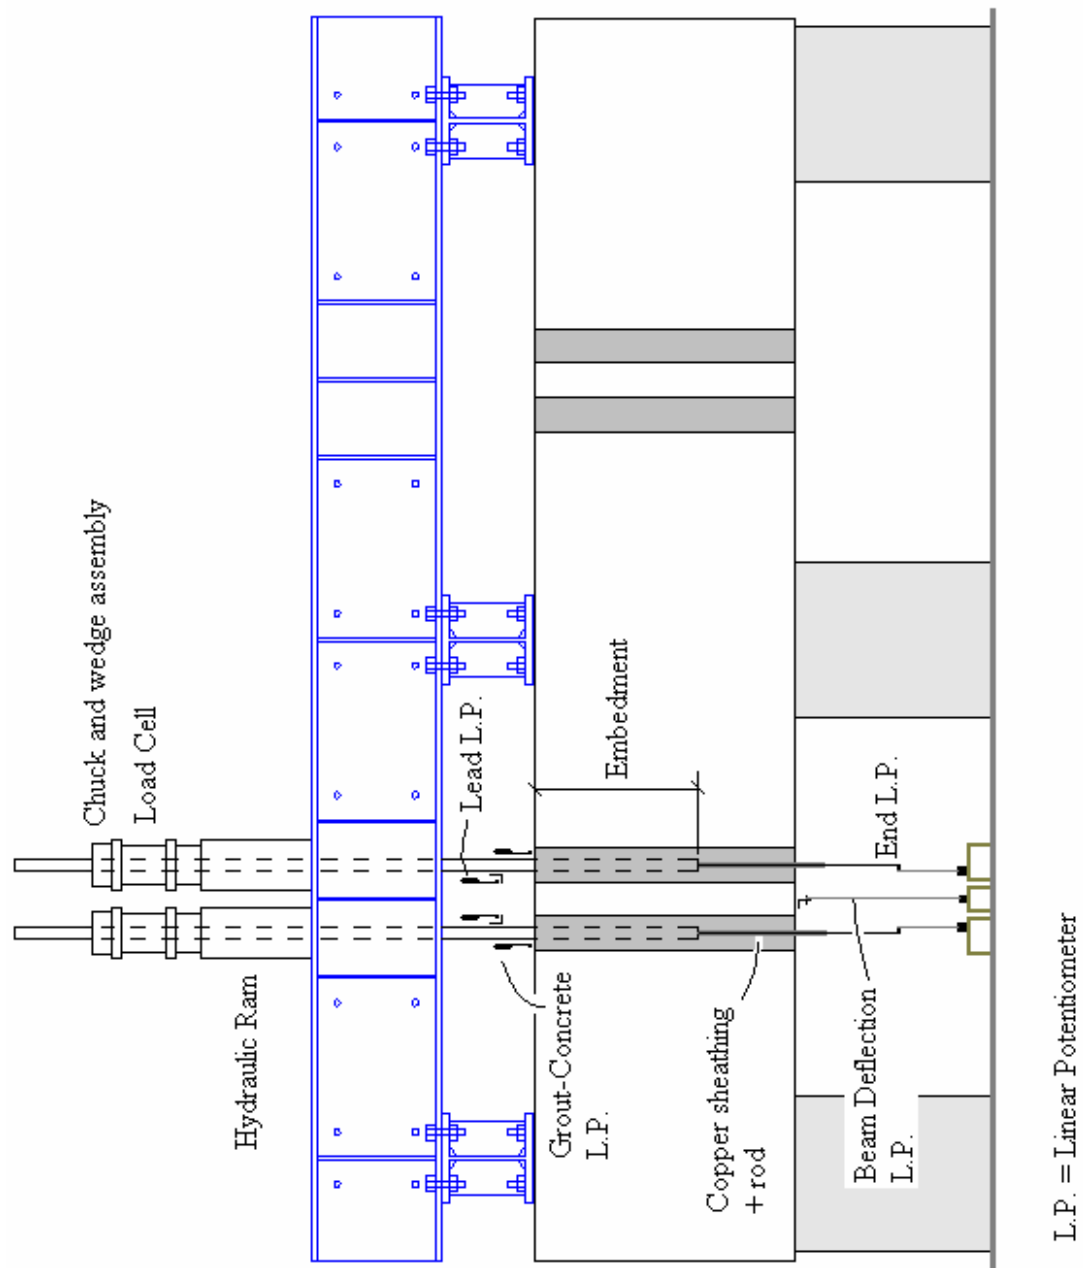 Chuck and wedge assembly
Load Cell
Hydraulic Ram
Lead L.P.
Grout-Concrete
L.P.
Embedment
Copper sheathing
+ rod
End L.P.
Beam Deflection
L.P.
L.P. = Linear Potentiometer